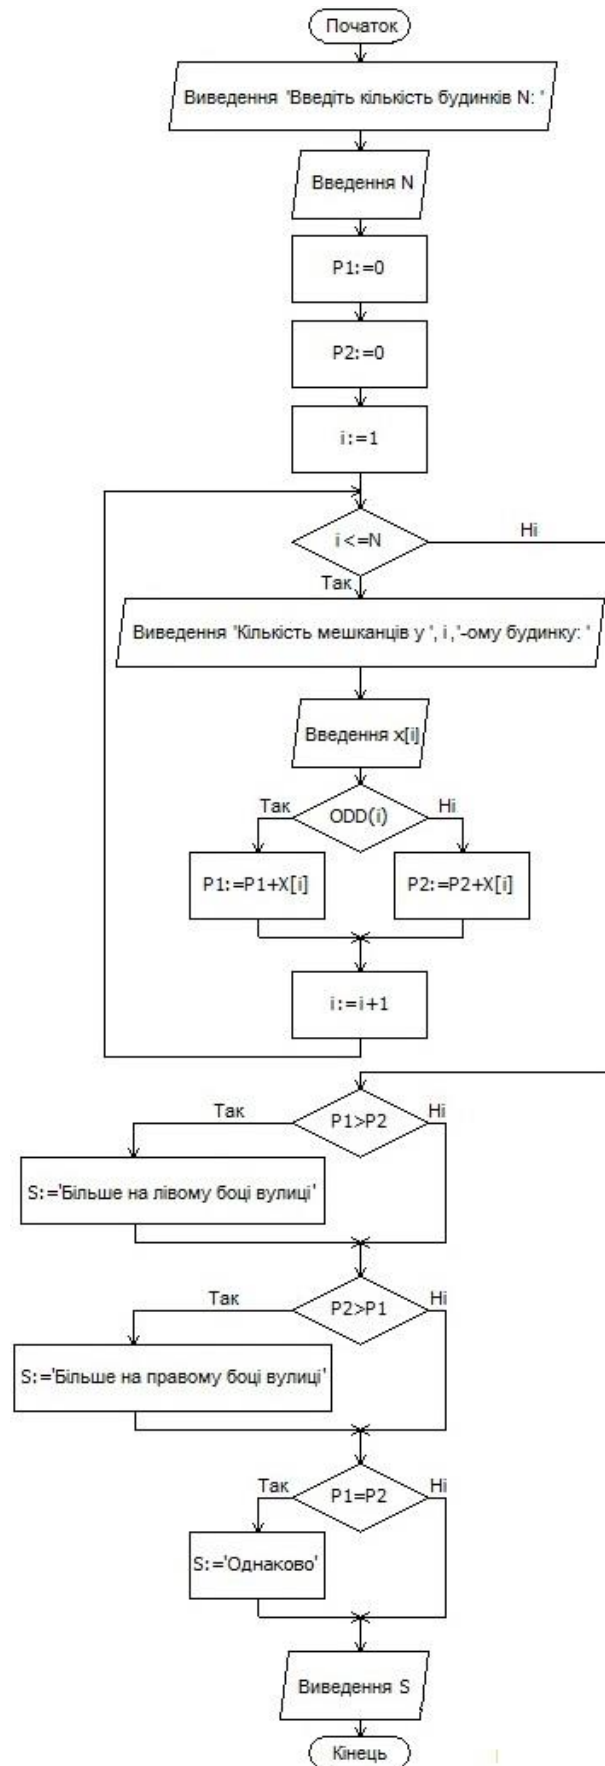 Початок
Виведення 'Введіть кількість будинків N: '
Введення N
P1:=0
P2:=0
i:=1
i <=N
Ні
Так
Виведення 'Кількість мешканців у ', i ,'-ому будинку: '
Введення x[i]
Так
ODD(i)
Ні
P1:=P1+X[i]
P2:=P2+X[i]
i:=i+1
Так
P1>P2
Ні
S:='Більше на лівому боці вулиці'
Так
P2>P1
Ні
S:='Більше на правому боці вулиці'
Так
P1=P2
Ні
S:='Однаково'
Виведення S
Кінець